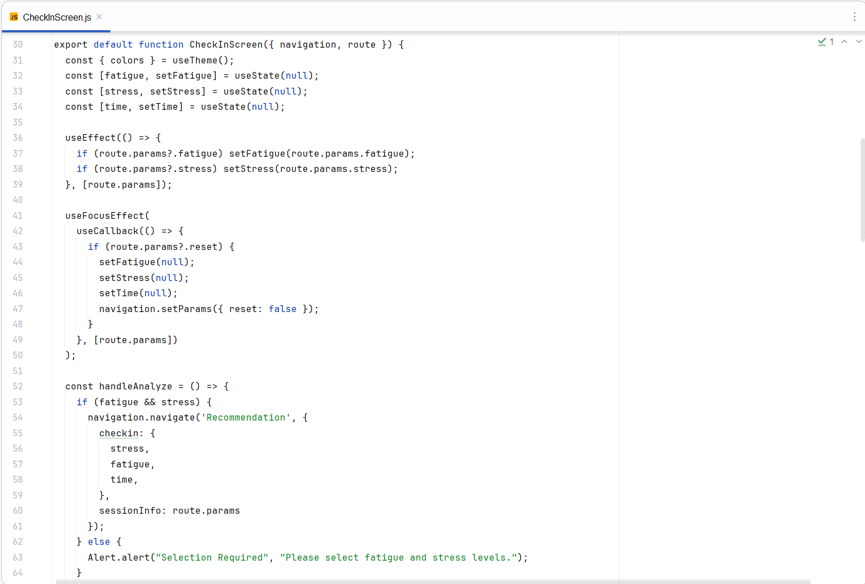 JS CheckInScreen.js ×
1
30 export default function CheckInScreen({ navigation, route }) {
31 const { colors } = useTheme();
32 const [fatigue, setFatigue] = useState(null);
33 const [stress, setStress] = useState(null);
34 const [time, setTime] = useState(null);
35
36 useEffect(() => {
37 if (route.params?.fatigue) setFatigue(route.params.fatigue);
38 if (route.params?.stress) setStress(route.params.stress);
39 }, [route.params]);
40
41 useFocusEffect(
42 useCallback(() => {
43 if (route.params?.reset) {
44 setFatigue(null);
45 setStress(null);
46 setTime(null);
47 navigation.setParams({ reset: false });
48 }
49 }, [route.params])
50 );
51
52 const handleAnalyze = () => {
53 if (fatigue && stress) {
54 navigation.navigate('Recommendation', {
55 checkin: {
56 stress,
57 fatigue,
58 time,
59 },
60 sessionInfo: route.params
61 });
62 } else {
63 Alert.alert("Selection Required", "Please select fatigue and stress levels.");
64 }